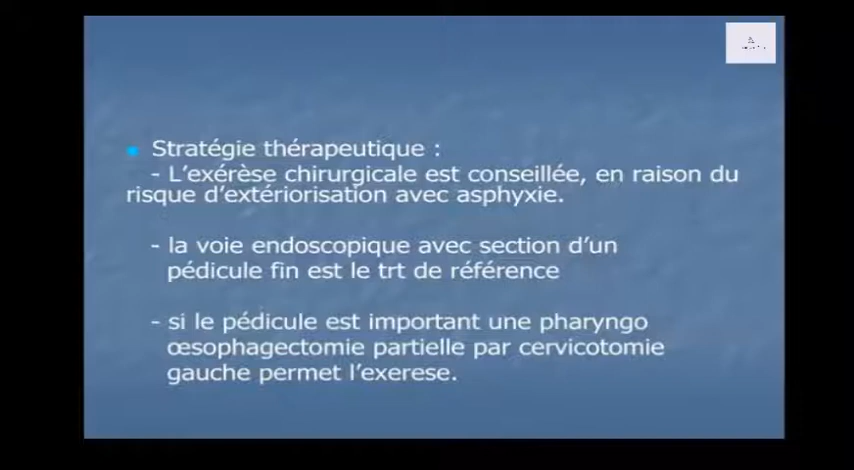 Stratégie thérapeutique :
- L'exérèse chirurgicale est conseillée, en raison du
risque d'extériorisation avec asphyxie.
- la voie endoscopique avec section d'un
pédicule fin est le trt de référence
- si le pédicule est important une pharyngo
œsophagectomie partielle par cervicotomie
gauche permet l'exerese.